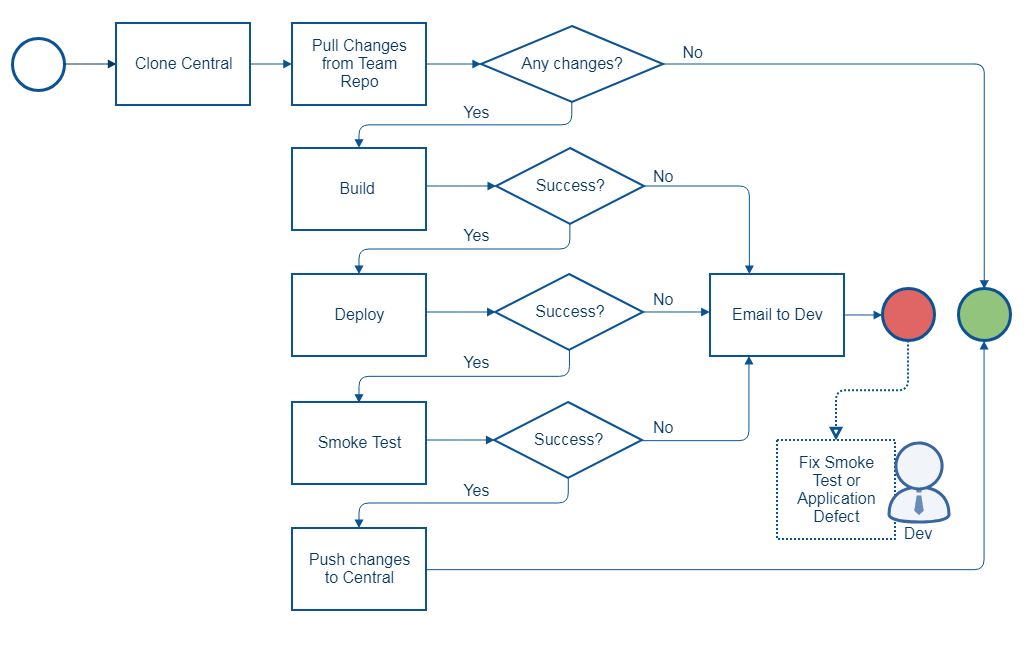 Clone Central
Pull Changes
from Team
Repo
Any changes?
No
Yes
Build
Success?
No
Yes
Deploy
Success?
No
Email to Dev
Yes
Smoke Test
Success?
No
Fix Smoke
Test or
Application
Defect
Dev
Yes
Push changes
to Central